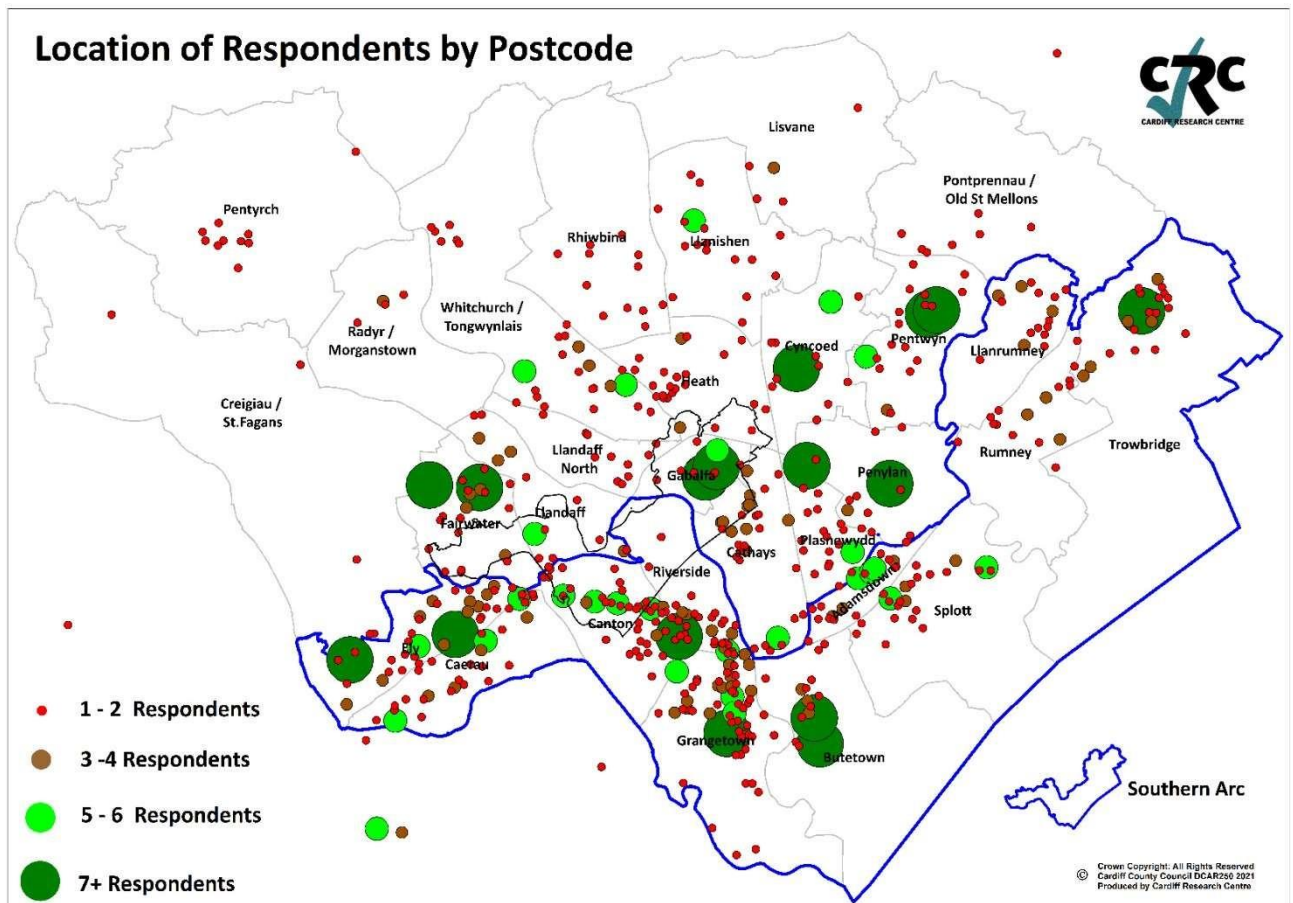 Location of Respondents by Postcode
CRC
CARDIFF RESEARCH CENTRE
Lisvane
Pontprennau /
Old St Mellons
Pentyrch
Rhiwbina
Llanishen
Whitchurch /
Tongwynlais
Radyr /
Morganstown
Cyncoed
Pentwyn
Llanrumney
Heath
Creigiau /
St.Fagans
Llandaff
North
Gabalfa
Penylan
Rumney
Trowbridge
Fairwater
Llandaff
Cathays
Plasnewydd
Riverside
Adamsdown
Splott
Canton
Ely
Caerau
Grangetown
Butetown
1 - 2 Respondents
3 -4 Respondents
5 - 6 Respondents
7+ Respondents
Southern Arc
© Crown Copyright: All Rights Reserved
Cardiff County Council DCAR250 2021
Produced by Cardiff Research Centre